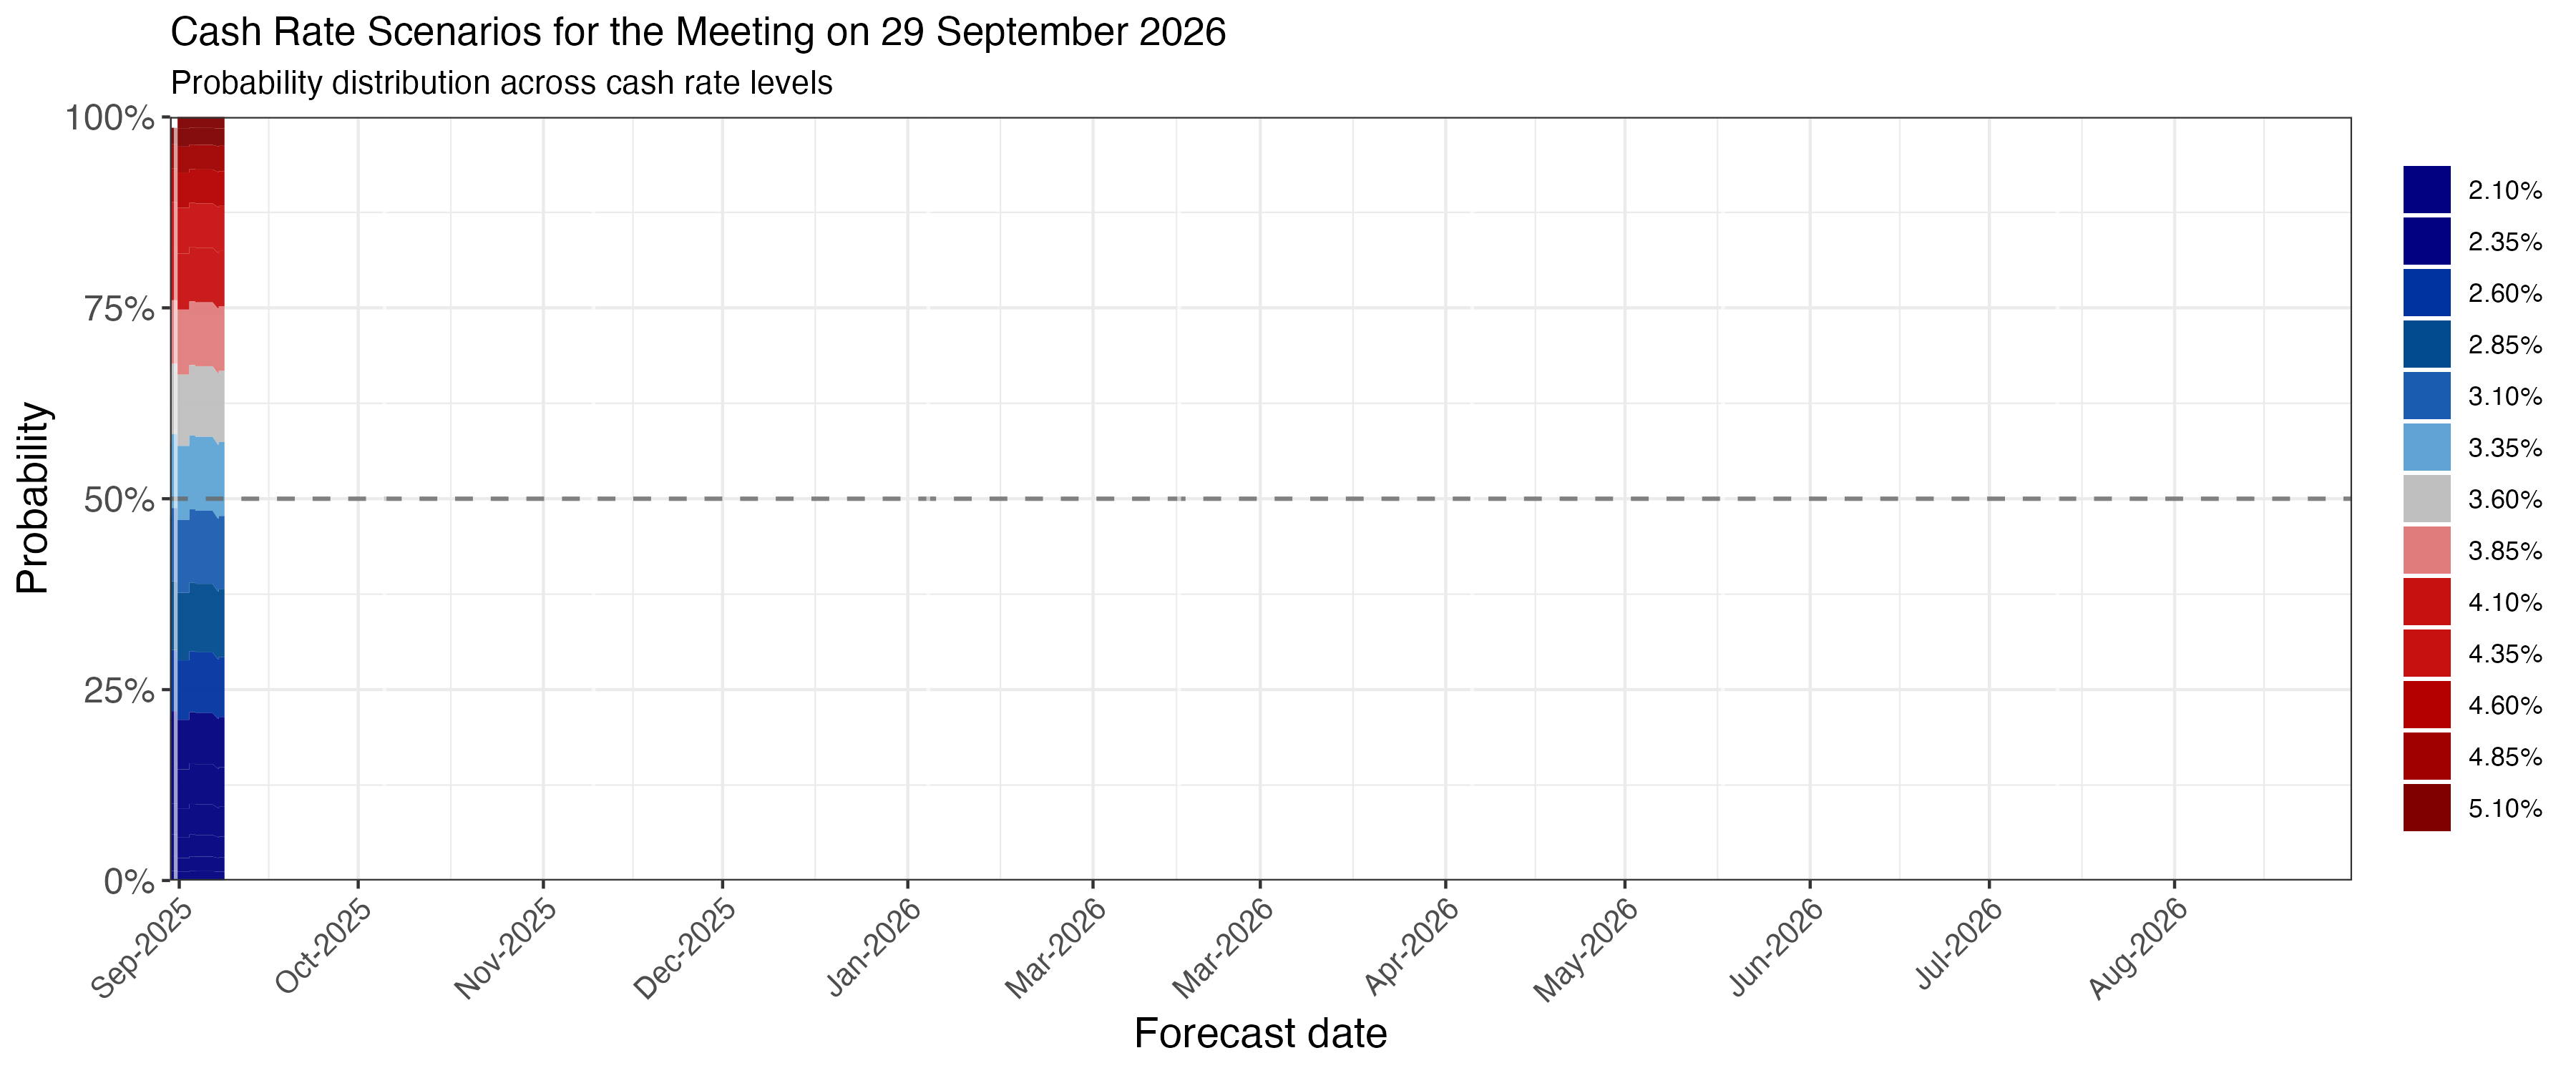 Cash Rate Scenarios for the Meeting on 29 September 2026
Probability distribution across cash rate levels
100%
75%
50%
25%
0%
Probability
Sep-2025
Oct-2025
Nov-2025
Dec-2025
Jan-2026
Mar-2026
Mar-2026
Apr-2026
May-2026
Jun-2026
Jul-2026
Aug-2026
Forecast date
2.10%
2.35%
2.60%
2.85%
3.10%
3.35%
3.60%
3.85%
4.10%
4.35%
4.60%
4.85%
5.10%